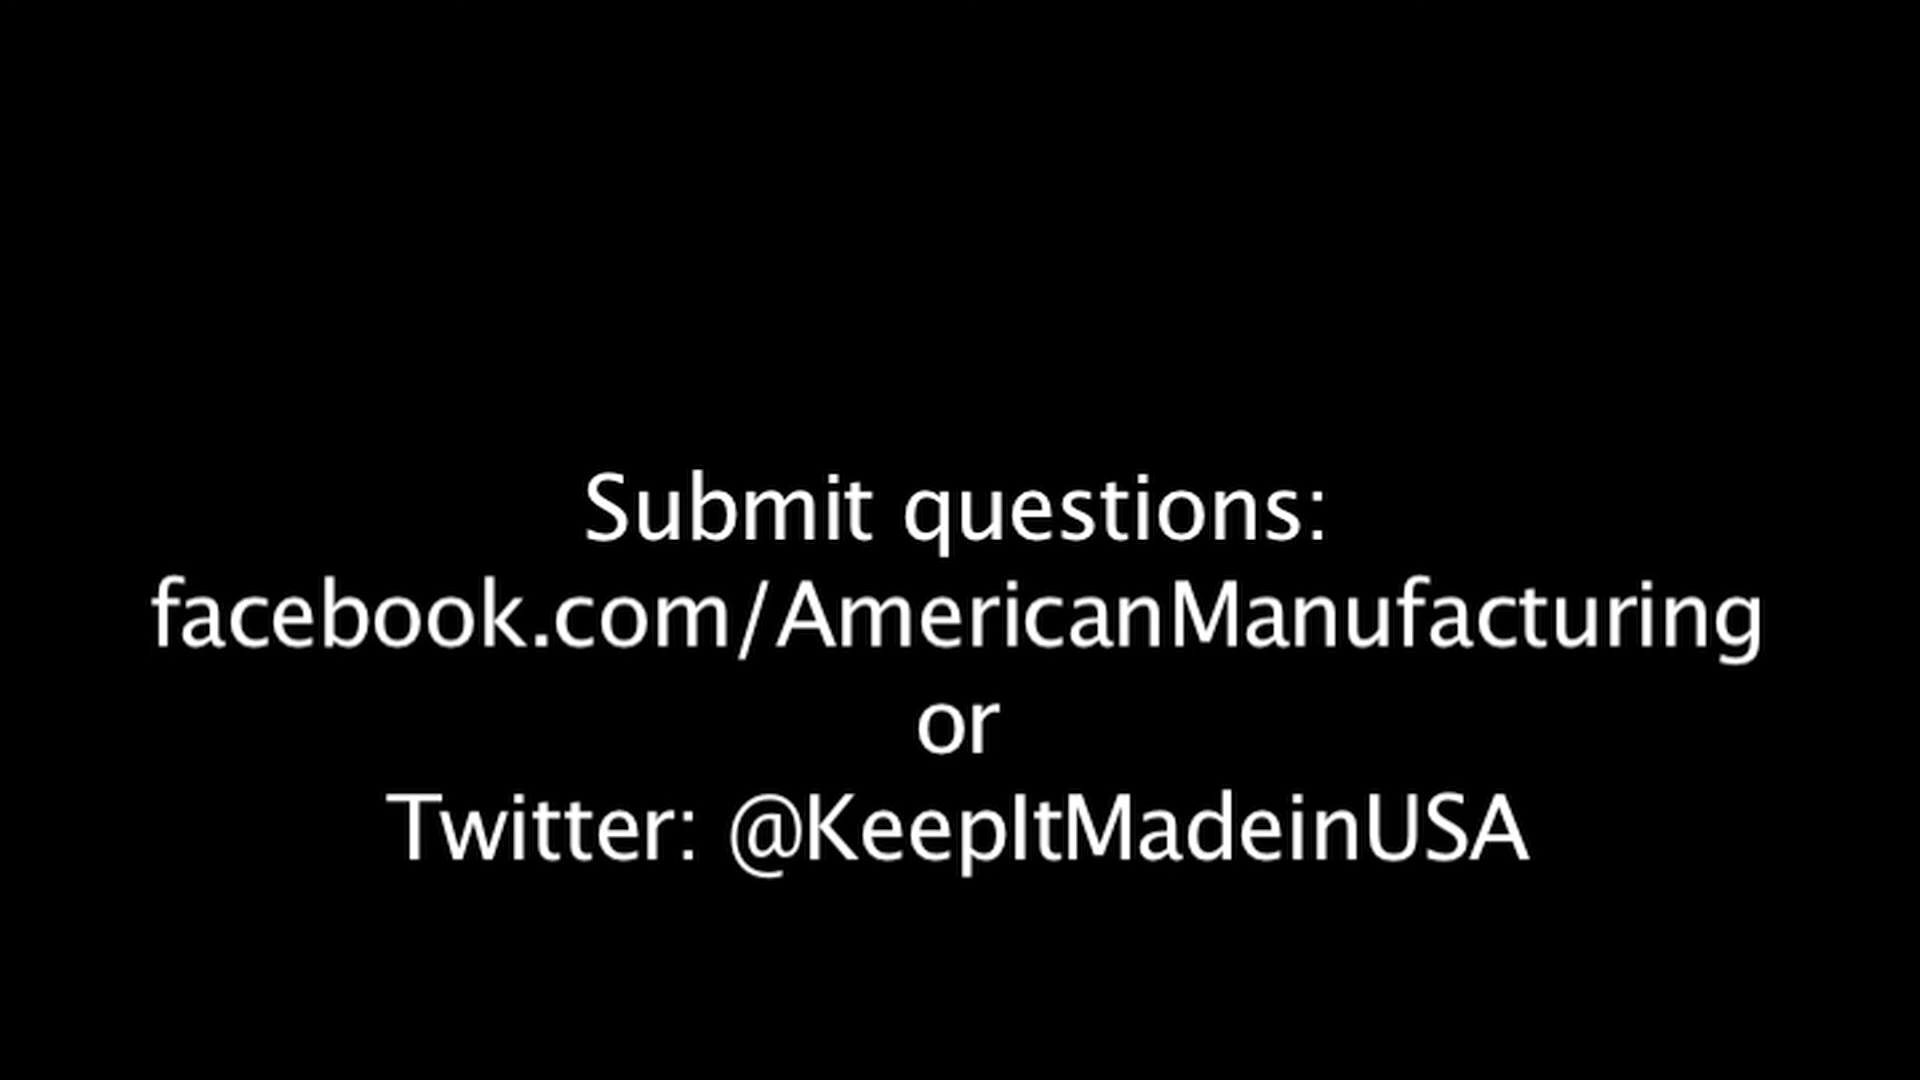 Submit questions:
facebook.com/AmericanManufacturing
or
Twitter: @KeepItMadeinUSA